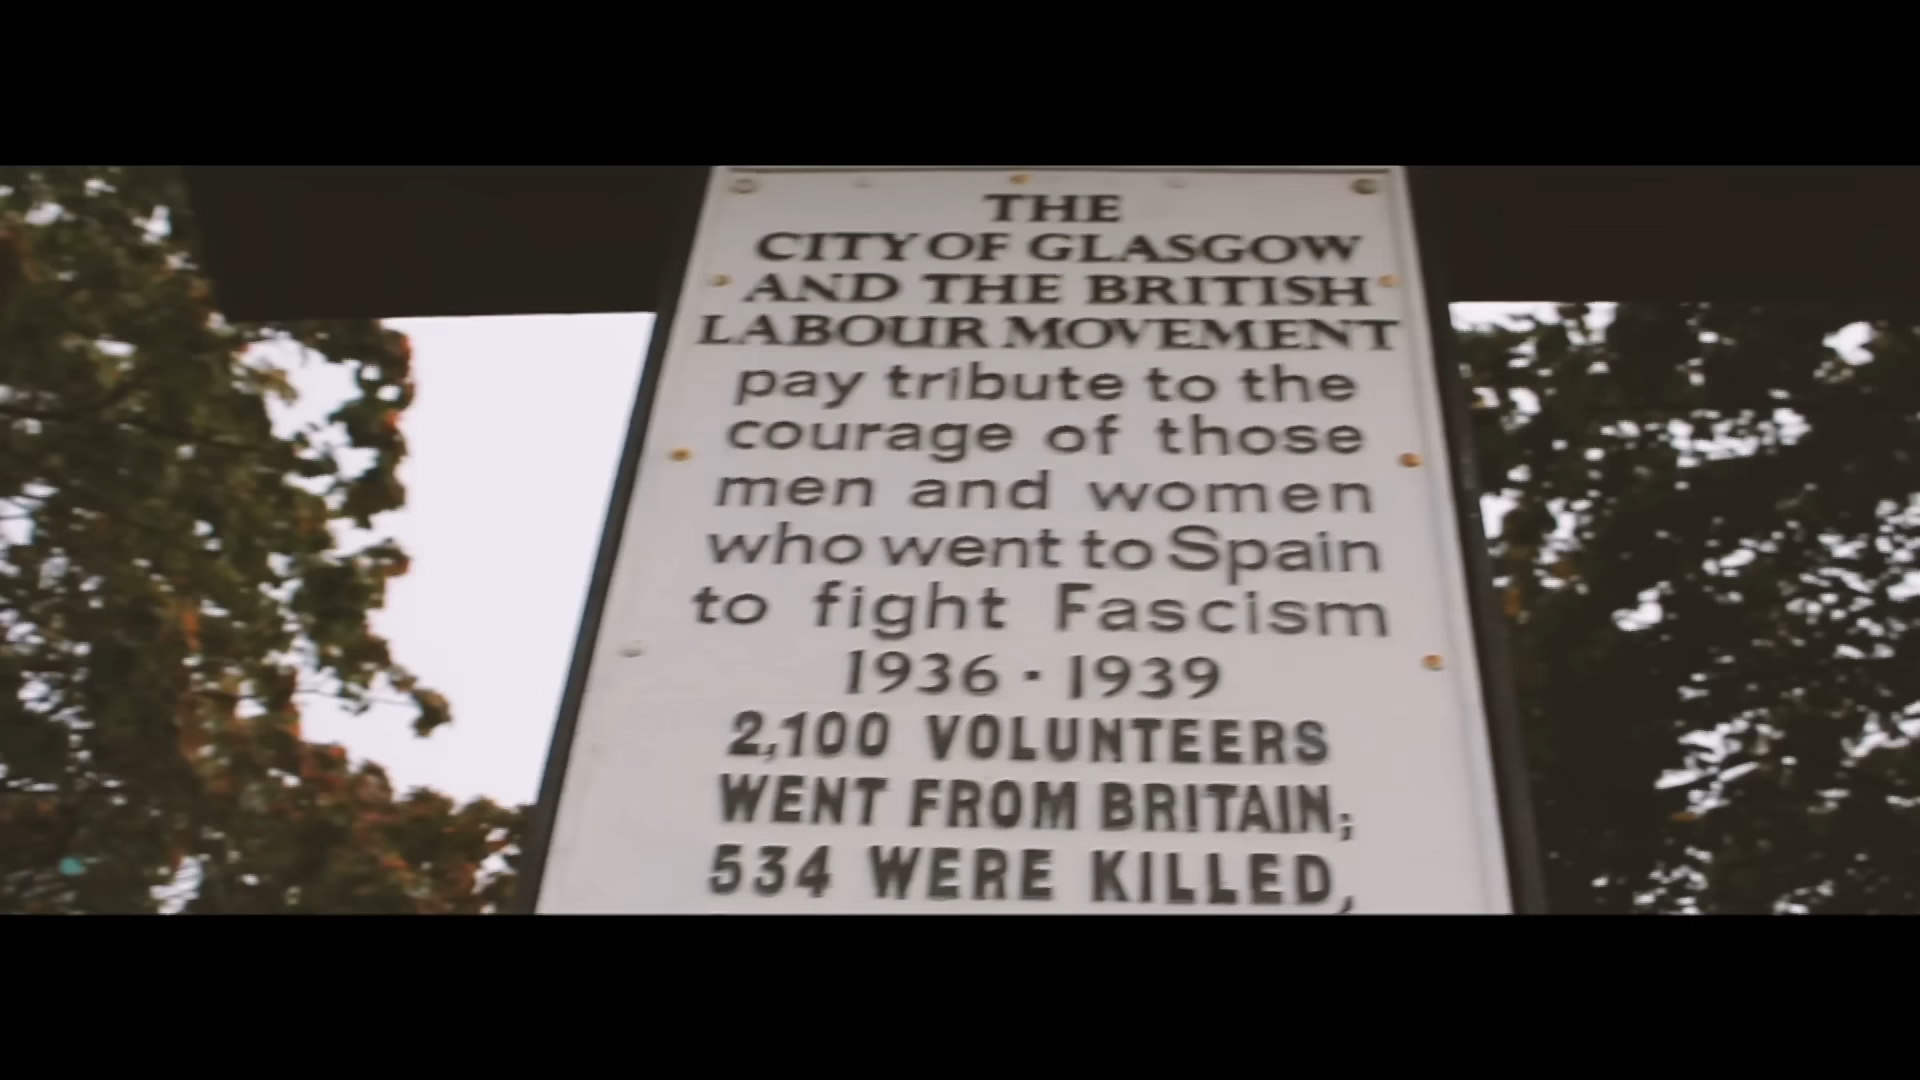 THE
CITY OF GLASGOW
AND THE BRITISH
LABOUR MOVEMENT
pay tribute to the
courage of those
men and women
who went to Spain
to fight Fascism
1936 · 1939
2,100 VOLUNTEERS
WENT FROM BRITAIN;
534 WERE KILLED,